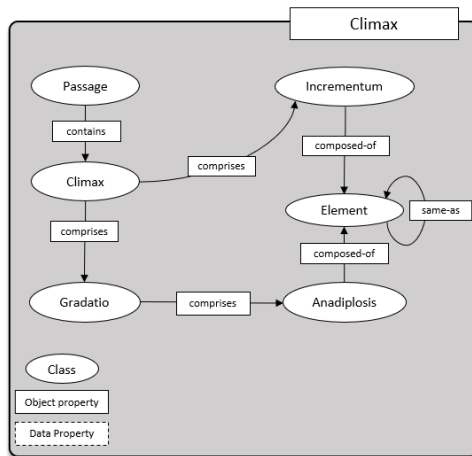 Climax
Passage
Incrementum
contains
composed-of
Climax
comprises
Element
same-as
comprises
composed-of
Gradatio
comprises
Anadiplosis
Class
Object property
Data Property